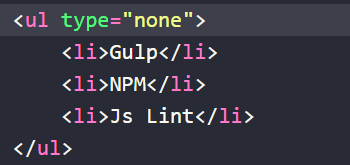 <ul type="none">
    <li>Gulp</li>
    <li>NPM</li>
    <li>Js Lint</li>
</ul>